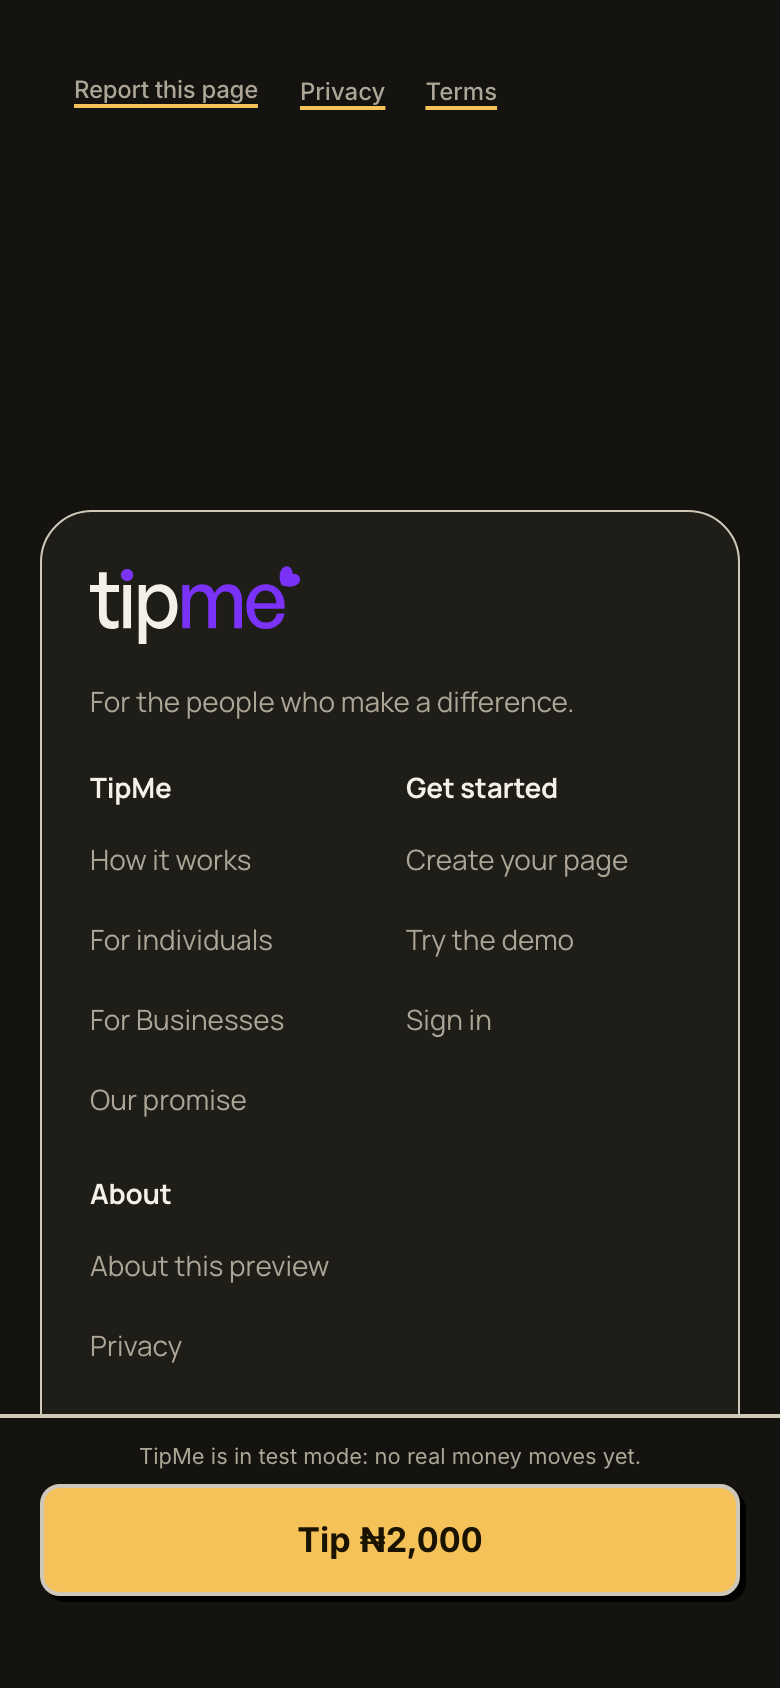 Report this page Privacy Terms
tipme
For the people who make a difference.
TipMe
How it works
For individuals
For Businesses
Our promise
Get started
Create your page
Try the demo
Sign in
About
About this preview
Privacy
TipMe is in test mode: no real money moves yet.
Tip ₦2,000